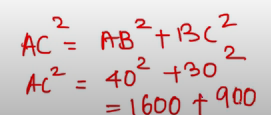 AC² = AB² + BC²
AC² = 40² + 30²
= 1600 + 900